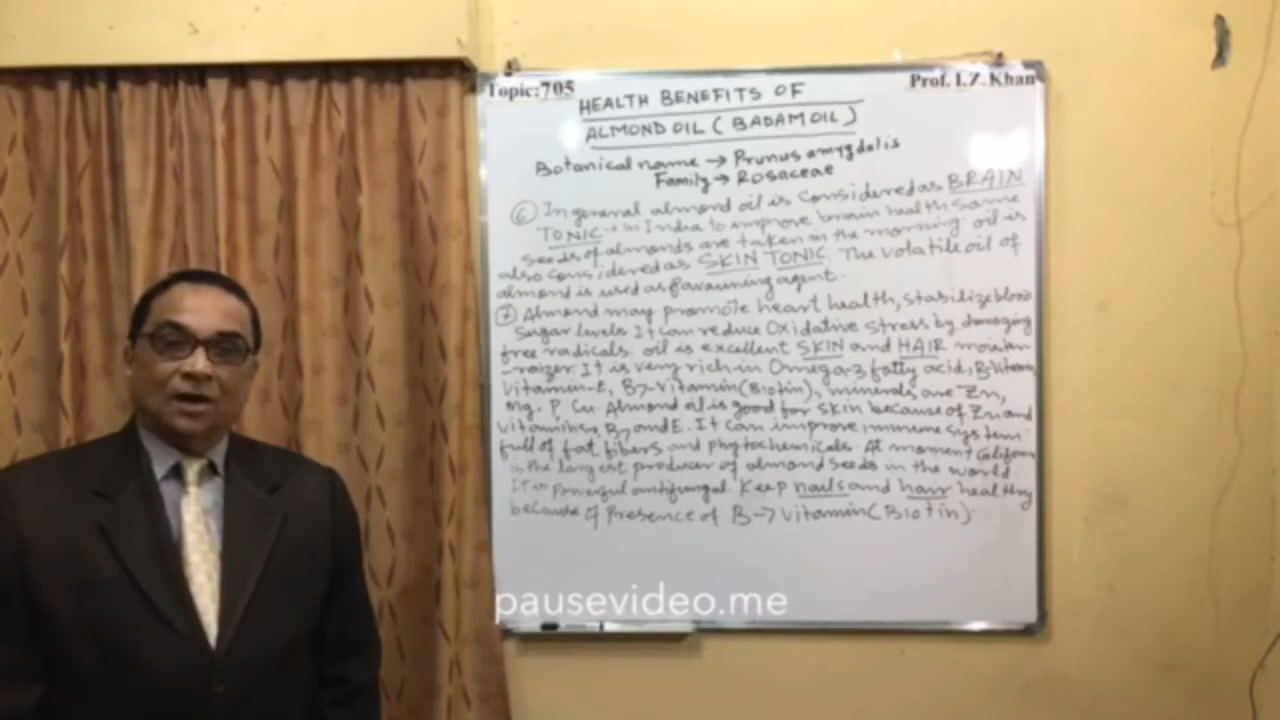 Topic:705
Prof. I.Z. Khan
HEALTH BENEFITS OF
ALMOND OIL ( BADAM OIL )
Botanical name → Prunus amygdalis
Family → Rosaceae
⑥ In general almond oil is considered as BRAIN
TONIC In India to improve brain health some
seeds of almonds are taken in the morning. oil is
also considered as SKIN TONIC. The volatile oil of
almond is used as agent.
⑦ Almond may promote heart health, stabilize blood
sugar levels. It can reduce Oxidative stress by damaging
free radicals. oil is excellent SKIN and HAIR
It is very rich in Omega-3 fatty acid,
Vitamin-E, B7-Vitamin(Biotin), minerals are Zn,
Mg, P, Cu. Almond oil is good for skin because of Zn and
B7 and E. It can improve immune system
full of fat fibers and phytochemicals. At moment
is the largest producer of almond seeds in the world.
It is powerful antifungal. Keep nails and hair healthy
because of Presence of B-7 Vitamin (Biotin).
pausevideo.me